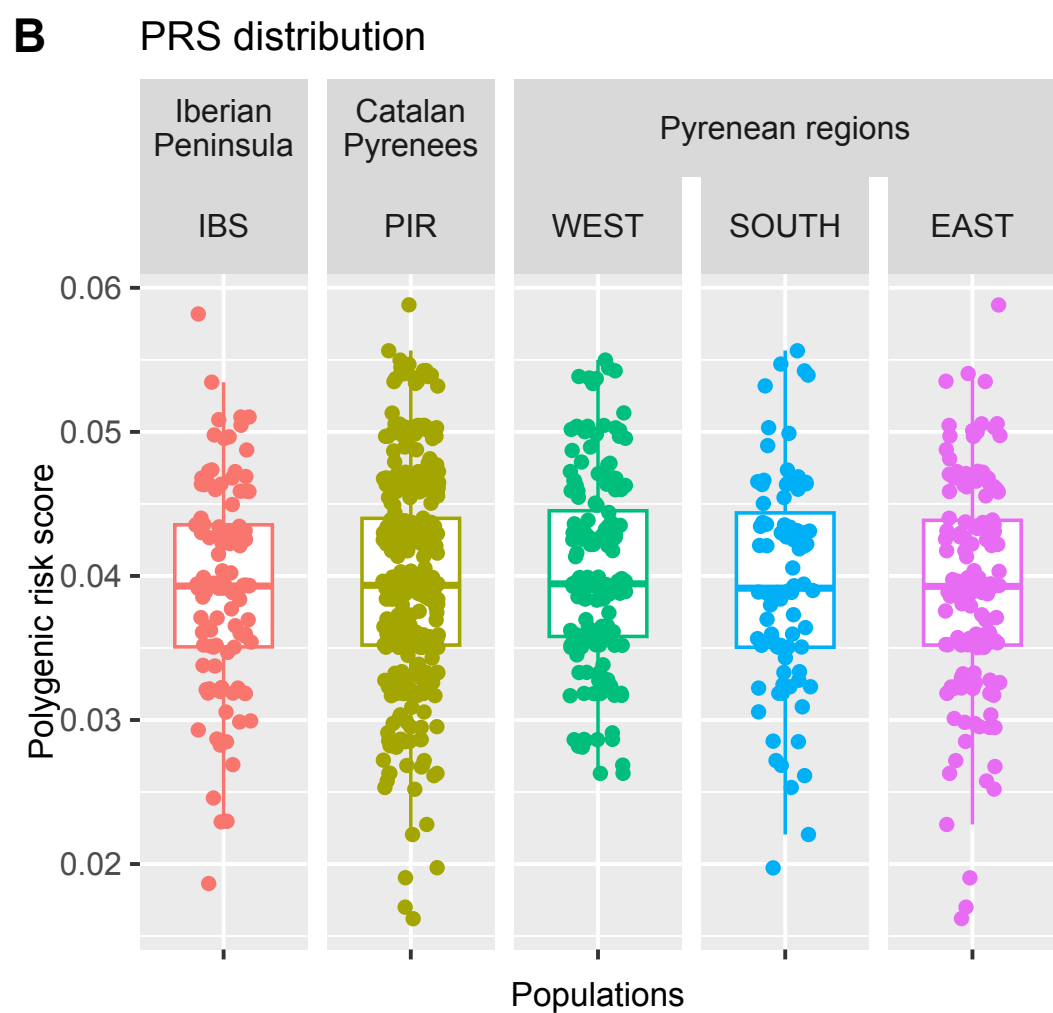 B
PRS distribution
Iberian
Peninsula
Catalan
Pyrenees
Pyrenean regions
IBS
PIR
WEST
SOUTH
EAST
Polygenic risk score
0.06
0.05
0.04
0.03
0.02
Populations